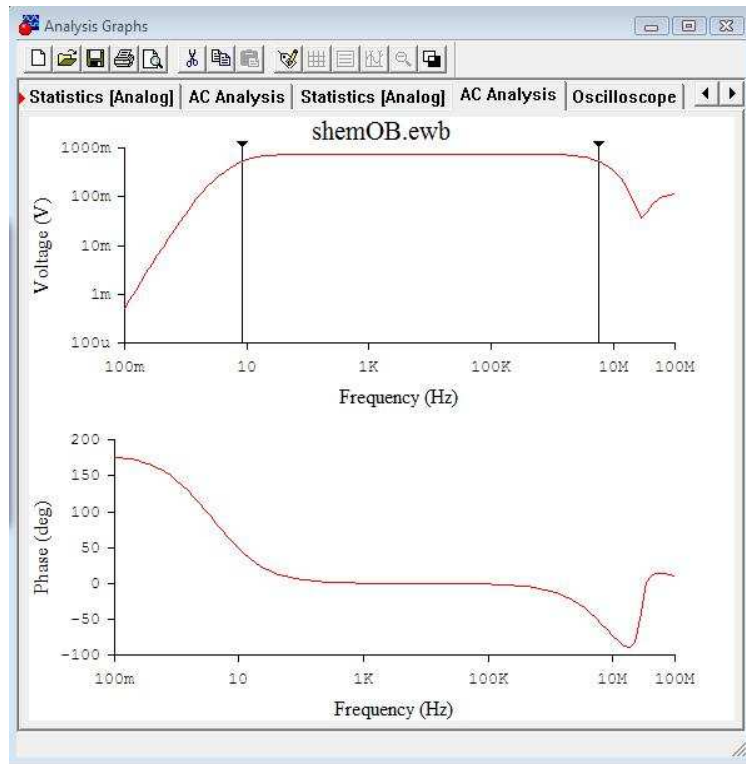 Analysis Graphs
Statistics [Analog] AC Analysis Statistics [Analog] AC Analysis Oscilloscope
shemOB.ewb
Voltage (V)
1000m
100m
10m
1m
100u
100m 10 1K 100K 10M 100M
Frequency (Hz)
Phase (deg)
200
150
100
50
0
-50
-100
100m 10 1K 100K 10M 100M
Frequency (Hz)